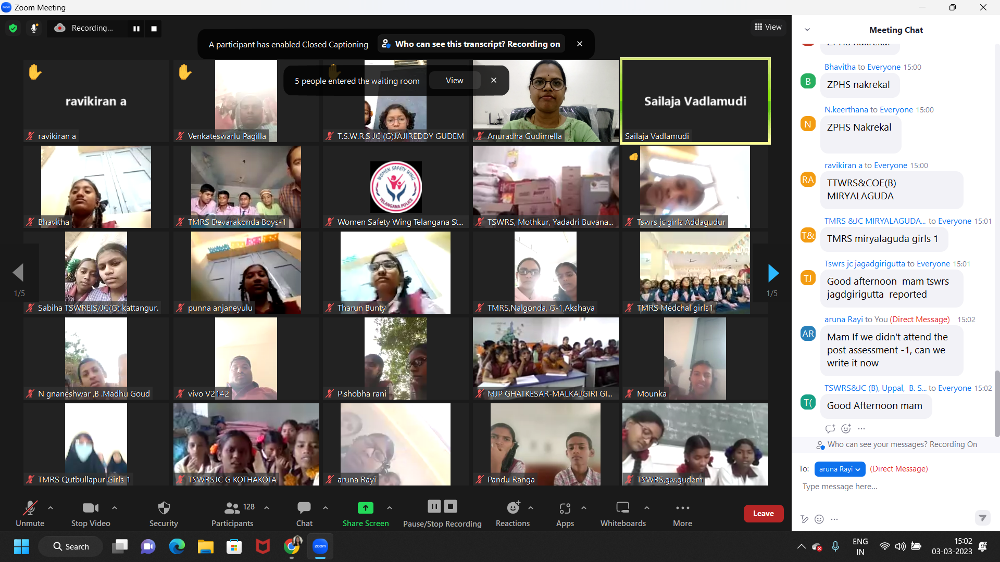 Zoom Meeting
Recording...
View
A participant has enabled Closed Captioning
Who can see this transcript? Recording on
5 people entered the waiting room
View
ravikiran a
ravikiran a
Venkateswarlu Pagilla
T.S.W.R.S JC (G)JAJIREDDY GUDEM
Anuradha Gudimella
Sailaja Vadlamudi
Sailaja Vadlamudi
Bhavitha
TMRS Devarakonda Boys-1
WOMEN SAFETY WING
TELANGANA POLICE
Women Safety Wing Telangana St...
TSWRS, Mothkur, Yadadri Buvana...
Tswrs jc girls Addagudur
1/5
Sabiha TSWREIS/JC(G) kattangur.
punna anjaneyulu
Tharun Bunty
TMRS,Nalgonda, G-1,Akshaya
TMRS Medchal girls1
1/5
N gnaneshwar ,B .Madhu Goud
vivo V2142
P.shobha rani
MJP GHATKESAR-MALKAJGIRI GI...
Mounka
TMRS Qutbullapur Girls 1
TSWRSJC G KOTHAKOTA
aruna Rayi
Pandu Ranga
TSWRS,g.v.gudem
Unmute
Stop Video
Security
128
Participants
Chat
Share Screen
Pause/Stop Recording
Reactions
Apps
Whiteboards
More
Leave
Meeting Chat
ZPHS nakrekal
Bhavitha to Everyone 15:00
B
ZPHS nakrekal
N.keerthana to Everyone 15:00
N
ZPHS Nakrekal
ravikiran a to Everyone 15:00
RA
TTWRS&COE(B)
MIRYALAGUDA
TMRS &JC MIRYALAGUDA... to Everyone 15:01
T&
TMRS miryalaguda girls 1
Tswrs jc jagadgirigutta to Everyone 15:01
TJ
Good afternoon  mam tswrs
jagdgirigutta  reported
aruna Rayi to You (Direct Message) 15:02
AR
Mam If we didn't attend the
post assessment -1, can we
write it now
TSWRS&JC (B), Uppal,  B. S... to Everyone 15:02
T(
Good Afternoon mam
Who can see your messages? Recording On
To: aruna Rayi (Direct Message)
Type message here...
Search
zoom
ENG
IN
15:02
03-03-2023